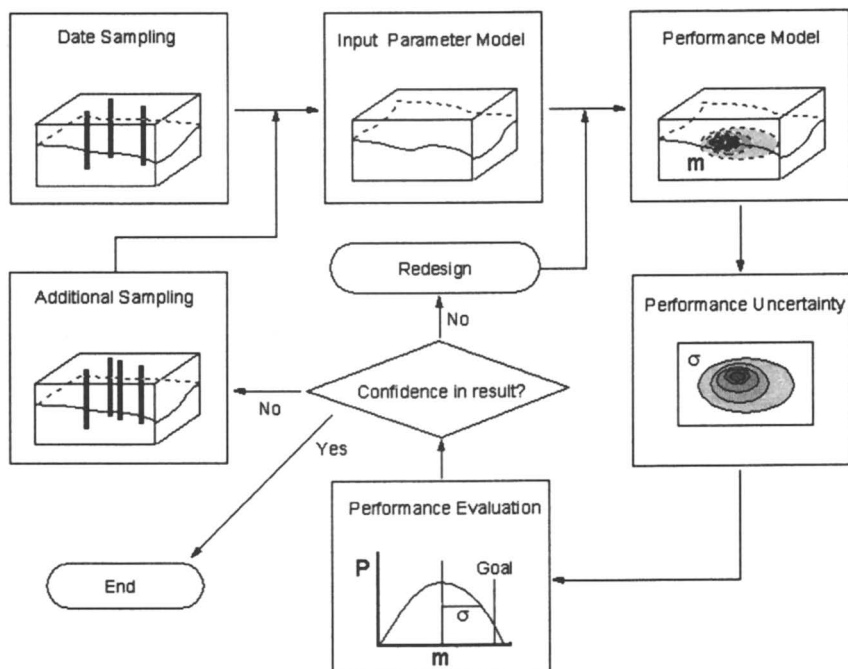 Date Sampling
Input Parameter Model
Performance Model
m
Redesign
Additional Sampling
No
Performance Uncertainty
σ
Confidence in result?
No
Yes
Performance Evaluation
End
P
Goal
σ
m